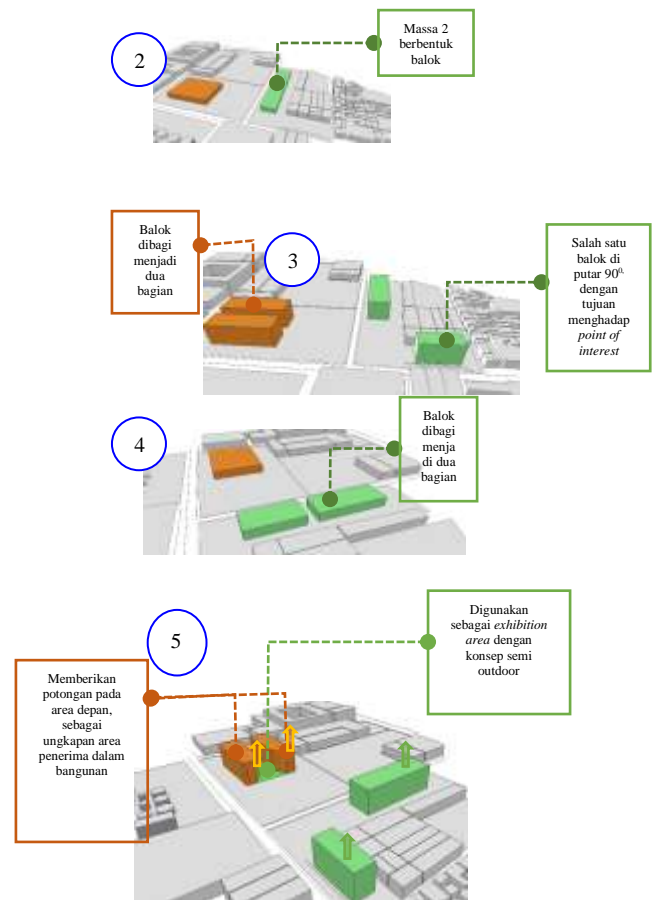 2
Massa 2
berbentuk
balok
Balok
dibagi
menjadi
dua
bagian
3
Salah satu
balok di
putar 90⁰,
dengan
tujuan
menghadap
point of
interest
4
Balok
dibagi
menja
di dua
bagian
5
Digunakan
sebagai exhibition
area dengan
konsep semi
outdoor
Memberikan
potongan pada
area depan,
sebagai
ungkapan area
penerima dalam
bangunan